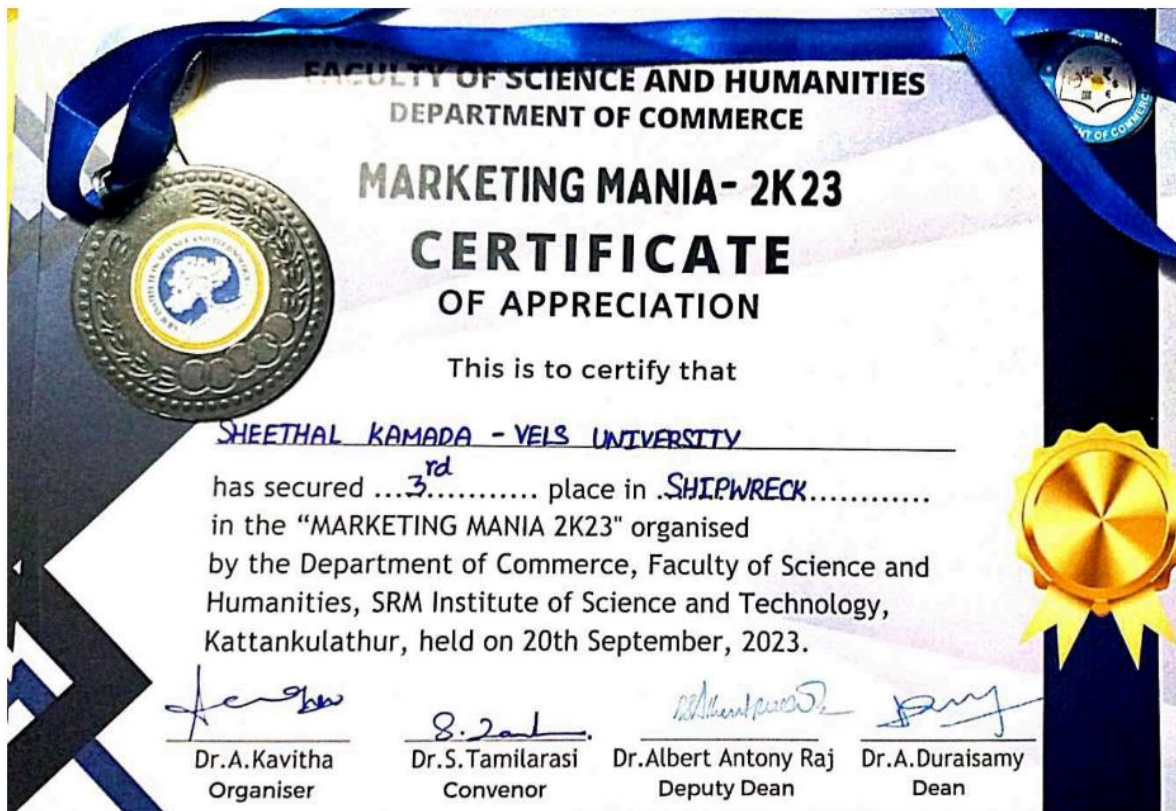 FACULTY OF SCIENCE AND HUMANITIES
DEPARTMENT OF COMMERCE
MARKETING MANIA- 2K23
CERTIFICATE
OF APPRECIATION
This is to certify that
SHEETHAL KAMADA - VELS UNIVERSITY
has secured ...3rd............ place in .SHIPWRECK............
in the “MARKETING MANIA 2K23" organised
by the Department of Commerce, Faculty of Science and
Humanities, SRM Institute of Science and Technology,
Kattankulathur, held on 20th September, 2023.
Dr.A.Kavitha Dr.S.Tamilarasi Dr.Albert Antony Raj Dr.A.Duraisamy
Organiser Convenor Deputy Dean Dean